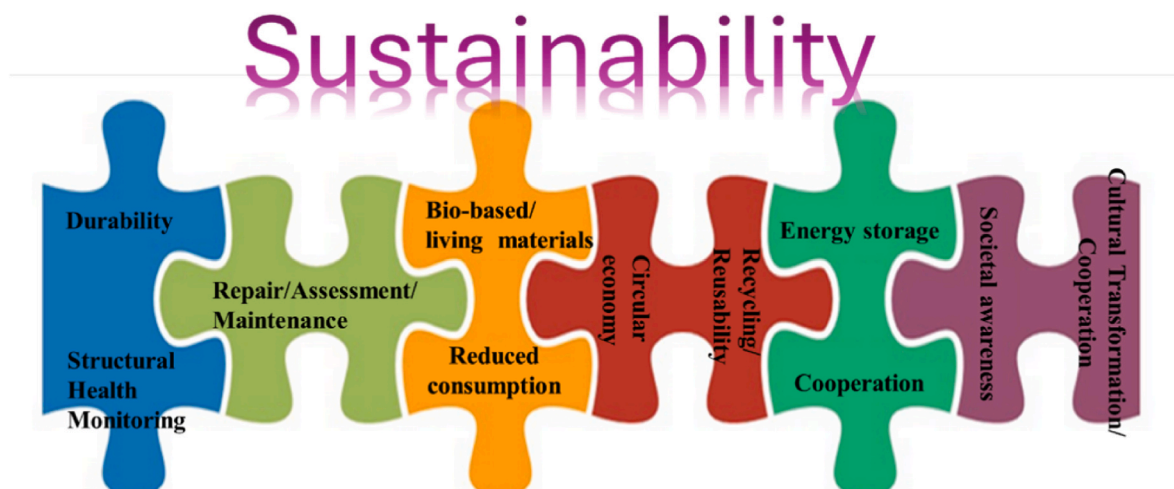 Sustainability
Durability
Structural
Health
Monitoring
Repair/Assessment/
Maintenance
Bio-based/
living materials
Reduced
consumption
Circular
economy
Recycling/
Reusability
Energy storage
Cooperation
Societal awareness
Cultural Transformation/
Cooperation